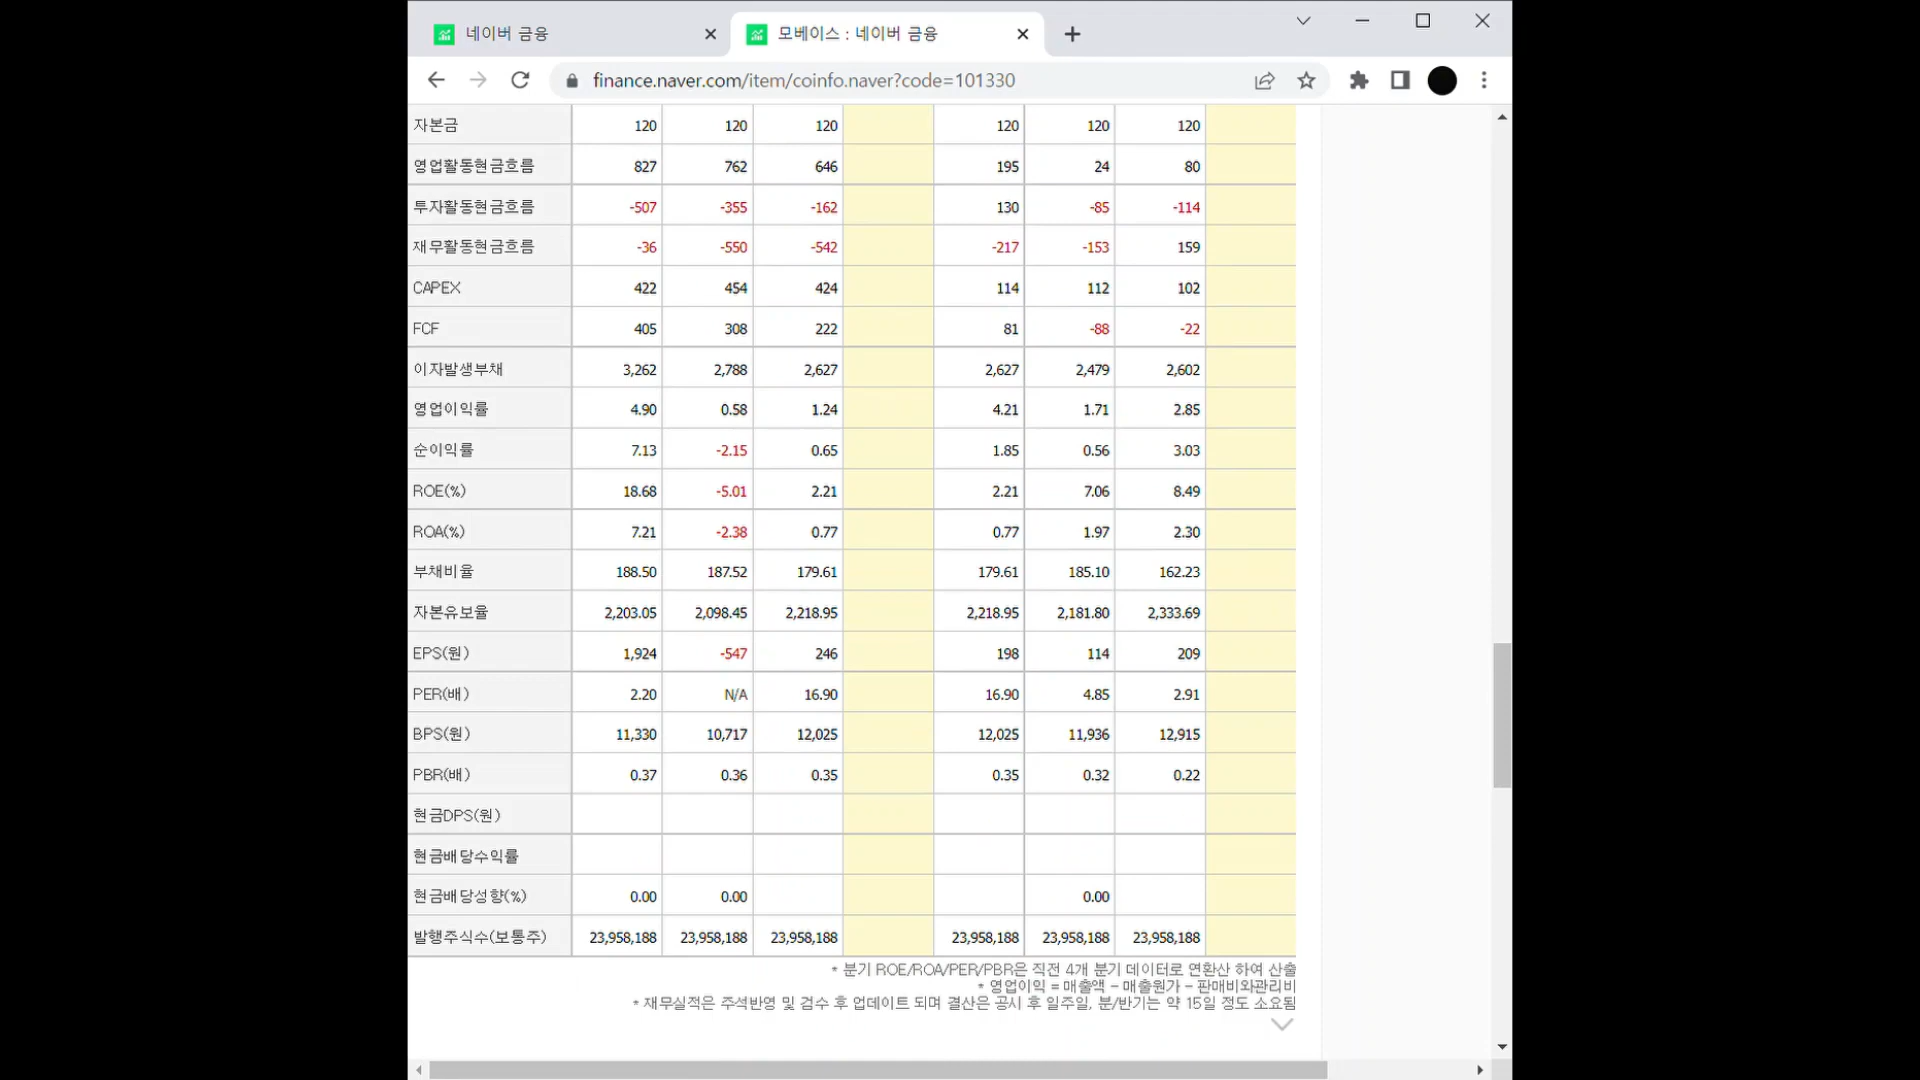 네이버 금융
모베이스 : 네이버 금융
finance.naver.com/item/coinfo.naver?code=101330
자본금 120 120 120 120 120 120
영업활동현금흐름 827 762 646 195 24 80
투자활동현금흐름 -507 -355 -162 130 -85 -114
재무활동현금흐름 -36 -550 -542 -217 -153 159
CAPEX 422 454 424 114 112 102
FCF 405 308 222 81 -88 -22
이자발생부채 3,262 2,788 2,627 2,627 2,479 2,602
영업이익률 4.90 0.58 1.24 4.21 1.71 2.85
순이익률 7.13 -2.15 0.65 1.85 0.56 3.03
ROE(%) 18.68 -5.01 2.21 2.21 7.06 8.49
ROA(%) 7.21 -2.38 0.77 0.77 1.97 2.30
부채비율 188.50 187.52 179.61 179.61 185.10 162.23
자본유보율 2,203.05 2,098.45 2,218.95 2,218.95 2,181.80 2,333.69
EPS(원) 1,924 -547 246 198 114 209
PER(배) 2.20 N/A 16.90 16.90 4.85 2.91
BPS(원) 11,330 10,717 12,025 12,025 11,936 12,915
PBR(배) 0.37 0.36 0.35 0.35 0.32 0.22
현금DPS(원)
현금배당수익률
현금배당성향(%) 0.00 0.00 0.00
발행주식수(보통주) 23,958,188 23,958,188 23,958,188 23,958,188 23,958,188 23,958,188
* 분기 ROE/ROA/PER/PBR은 직전 4개 분기 데이터로 연환산 하여 산출
* 영업이익 = 매출액 - 매출원가 - 판매비와관리비
* 재무실적은 주석반영 및 검수 후 업데이트 되며 결산은 공시 후 일주일, 분/반기는 약 15일 정도 소요됨